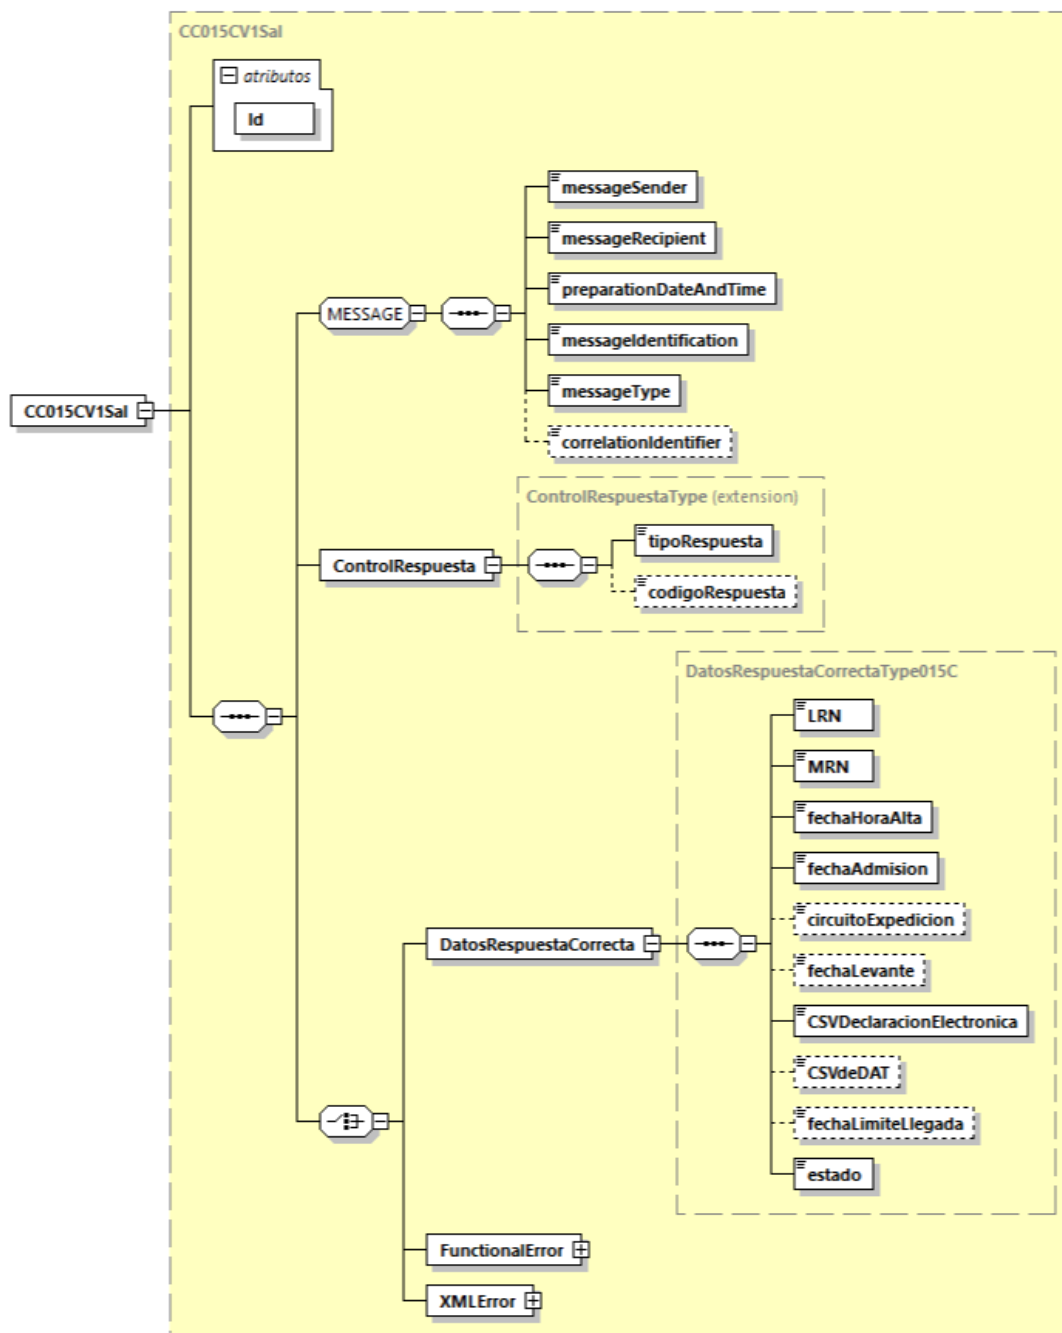 CC015CV1Sal
atributos
Id
messageSender
messageRecipient
preparationDateAndTime
MESSAGE
messageIdentification
messageType
CC015CV1Sal
correlationIdentifier
ControlRespuestaType (extension)
tipoRespuesta
ControlRespuesta
codigoRespuesta
DatosRespuestaCorrectaType015C
LRN
MRN
fechaHoraAlta
fechaAdmision
circuitoExpedicion
DatosRespuestaCorrecta
fechaLevante
CSVDeclaracionElectronica
CSVdeDAT
fechaLimiteLlegada
estado
FunctionalError
XMLError